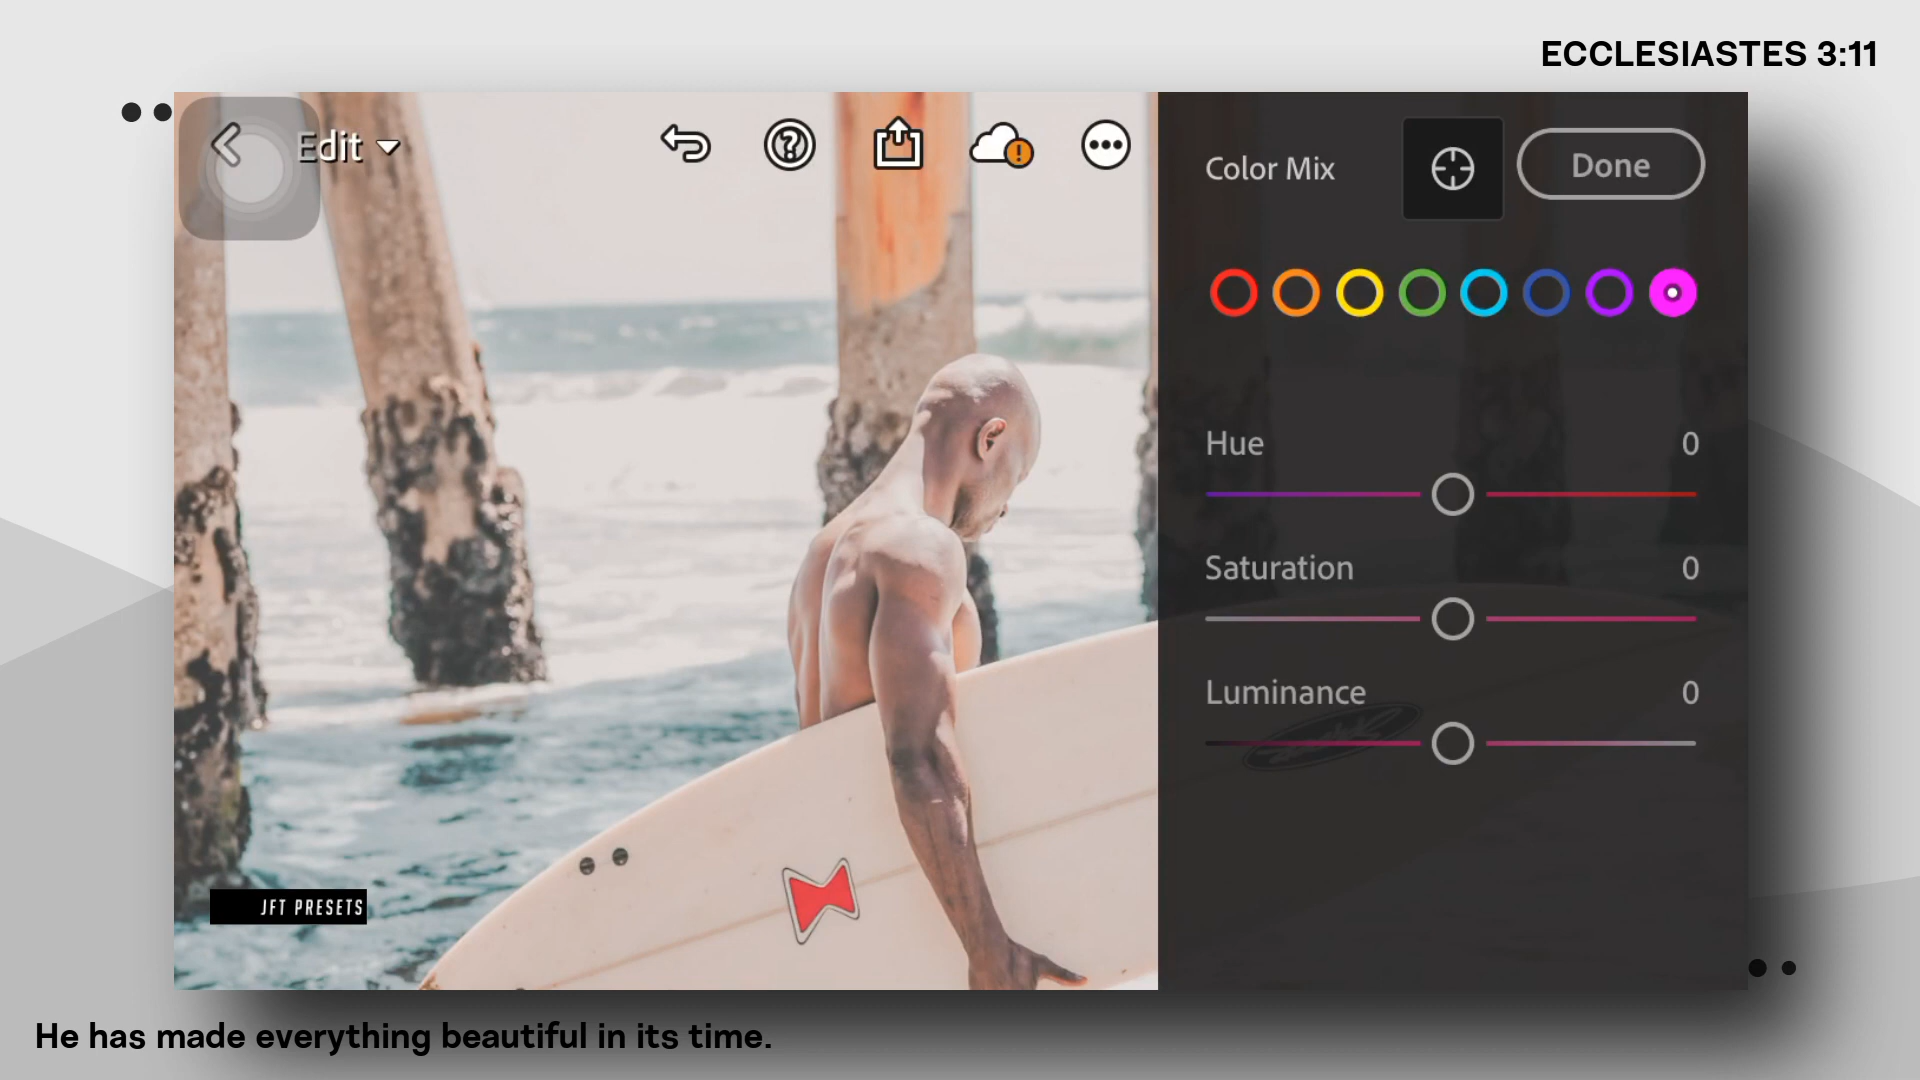 ECCLESIASTES 3:11
Edit
Color Mix
Done
Hue 0
Saturation 0
Luminance 0
JFT PRESETS
He has made everything beautiful in its time.